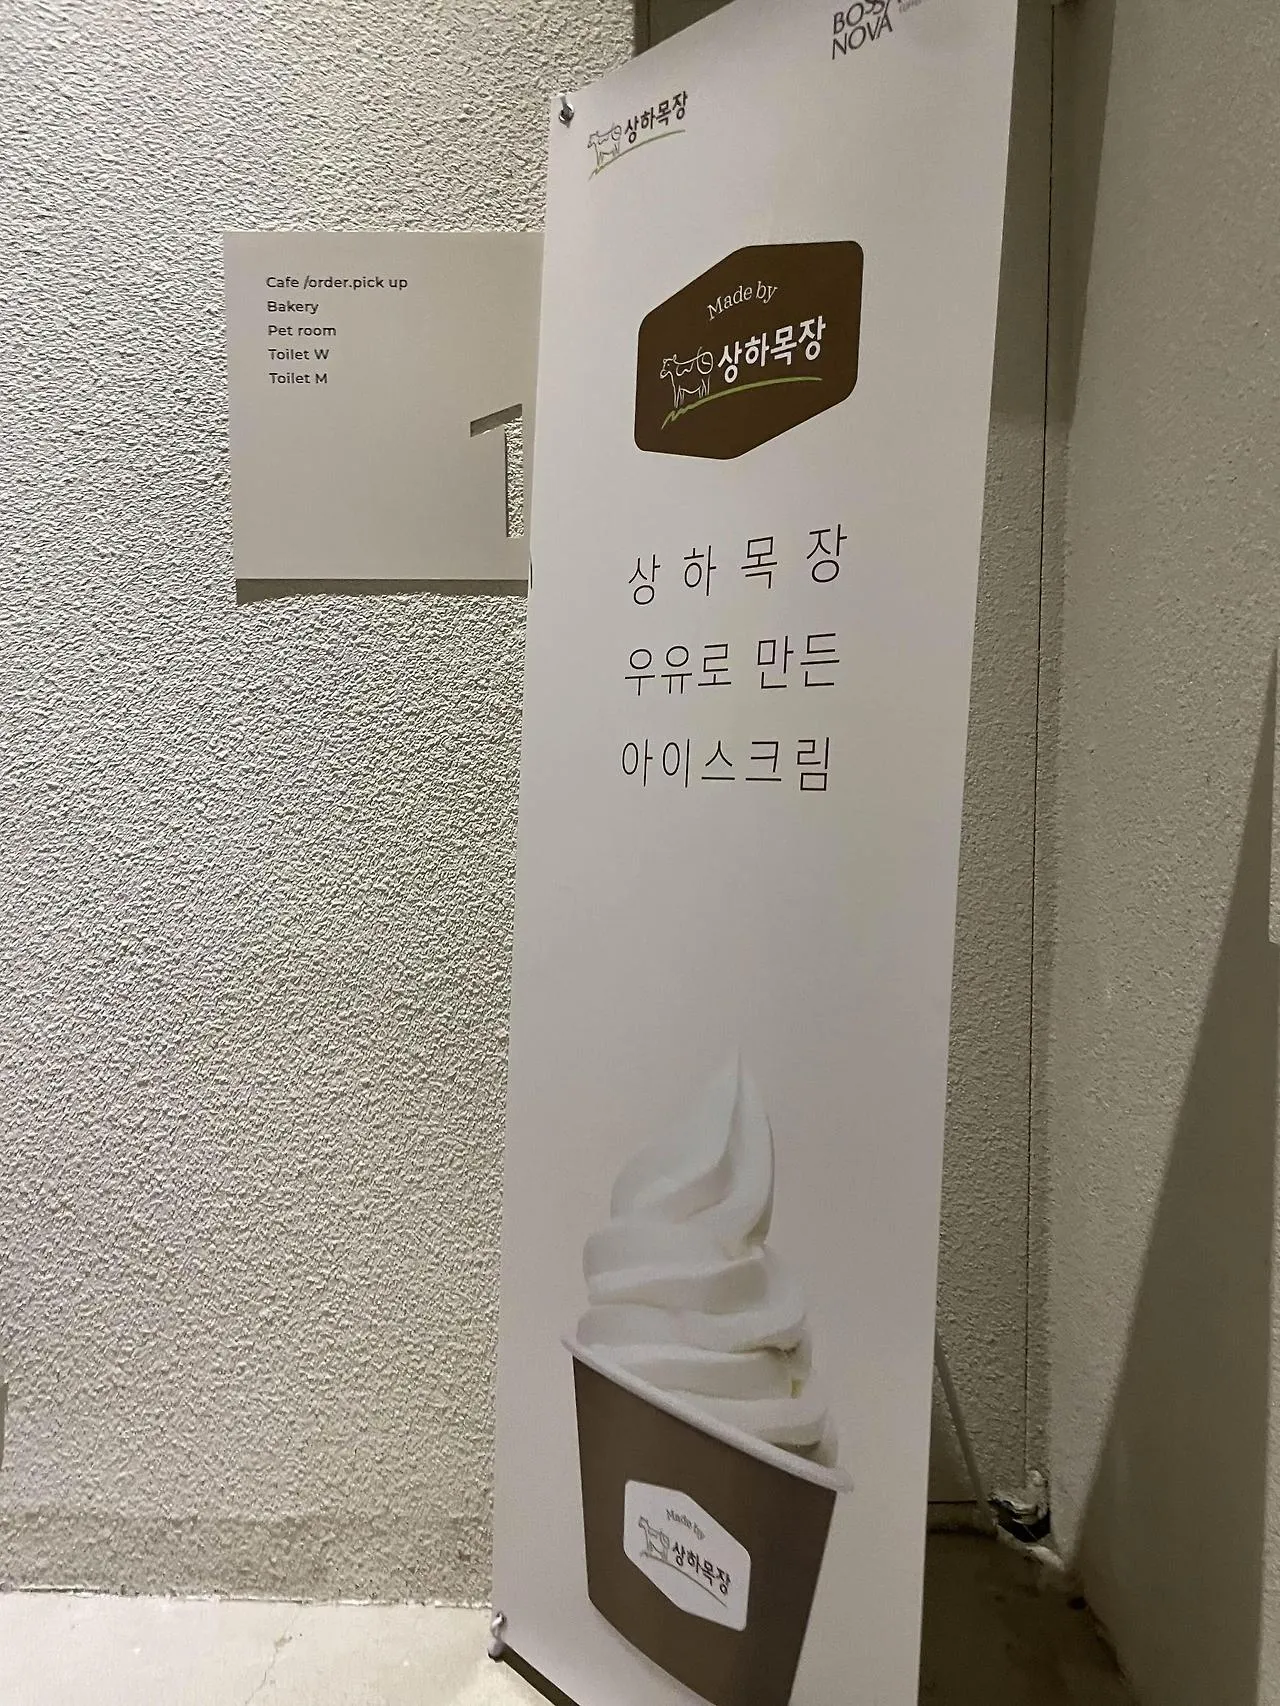 Cafe /order.pick up
Bakery
Pet room
Toilet W
Toilet M
1
NOVA
상하목장
Made by
상하목장
상하목장
우유로 만든
아이스크림
Made by
상하목장